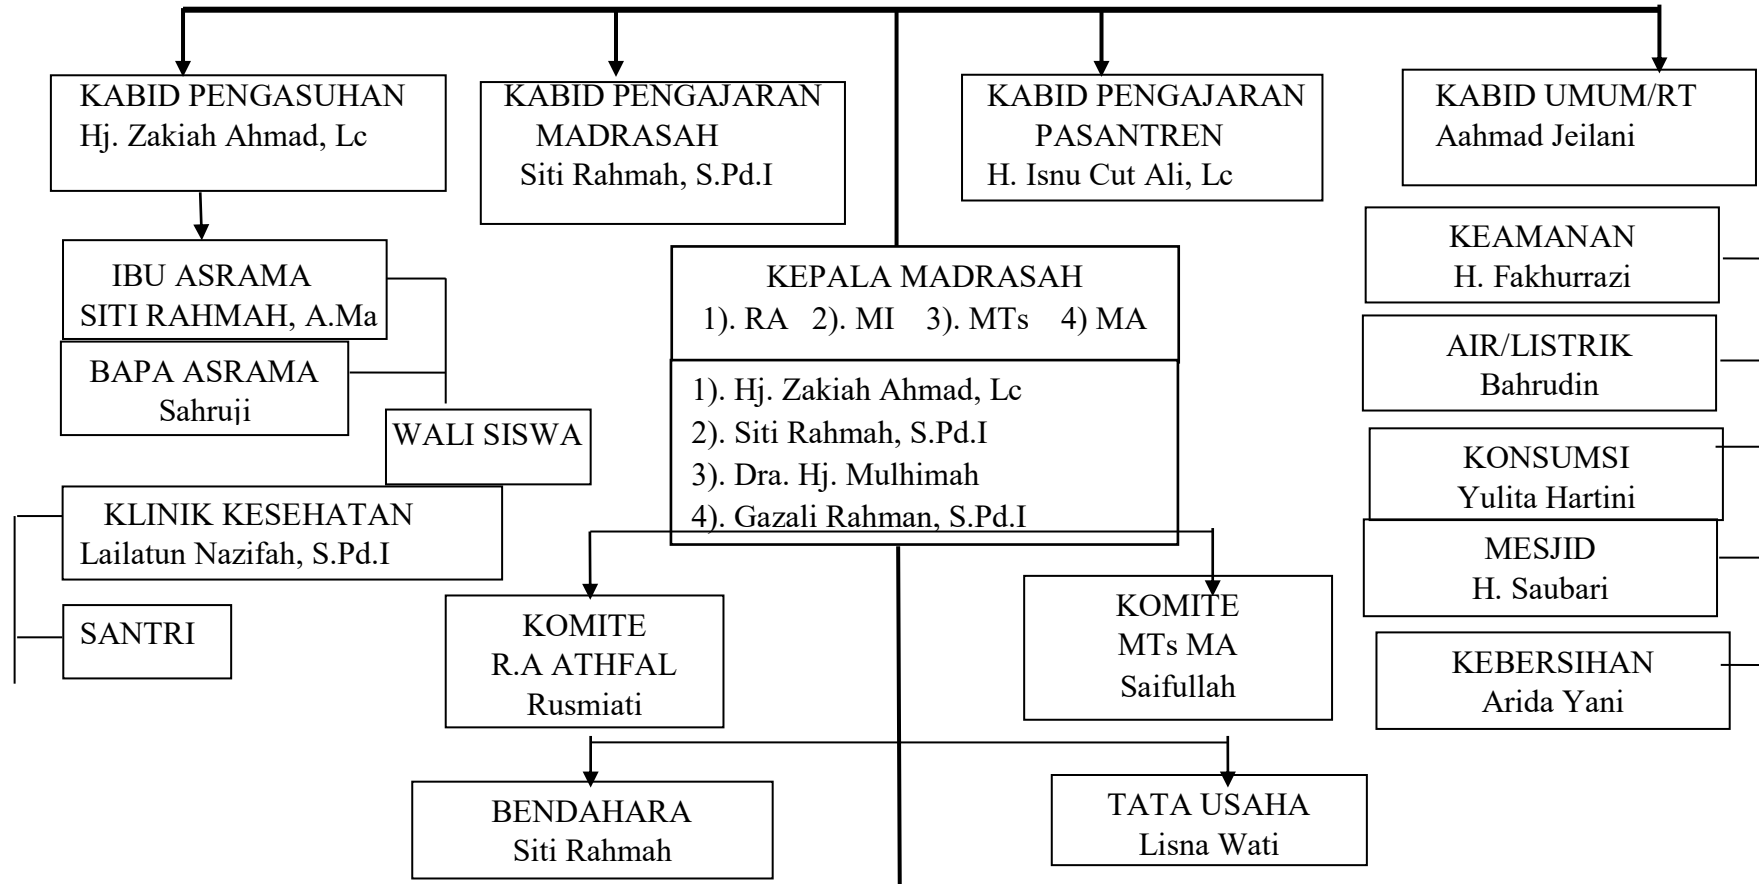 KABID PENGASUHAN
Hj. Zakiah Ahmad, Lc
KABID PENGAJARAN
MADRASAH
Siti Rahmah, S.Pd.I
KABID PENGAJARAN
PASANTREN
H. Isnu Cut Ali, Lc
KABID UMUM/RT
Aahmad Jeilani
IBU ASRAMA
SITI RAHMAH, A.Ma
BAPA ASRAMA
Sahruji
WALI SISWA
KLINIK KESEHATAN
Lailatun Nazifah, S.Pd.I
SANTRI
KEPALA MADRASAH
1). RA 2). MI 3). MTs 4) MA
1). Hj. Zakiah Ahmad, Lc
2). Siti Rahmah, S.Pd.I
3). Dra. Hj. Mulhimah
4). Gazali Rahman, S.Pd.I
KEAMANAN
H. Fakhurrazi
AIR/LISTRIK
Bahrudin
KONSUMSI
Yulita Hartini
MESJID
H. Saubari
KEBERSIHAN
Arida Yani
KOMITE
R.A ATHFAL
Rusmiati
KOMITE
MTs MA
Saifullah
BENDAHARA
Siti Rahmah
TATA USAHA
Lisna Wati